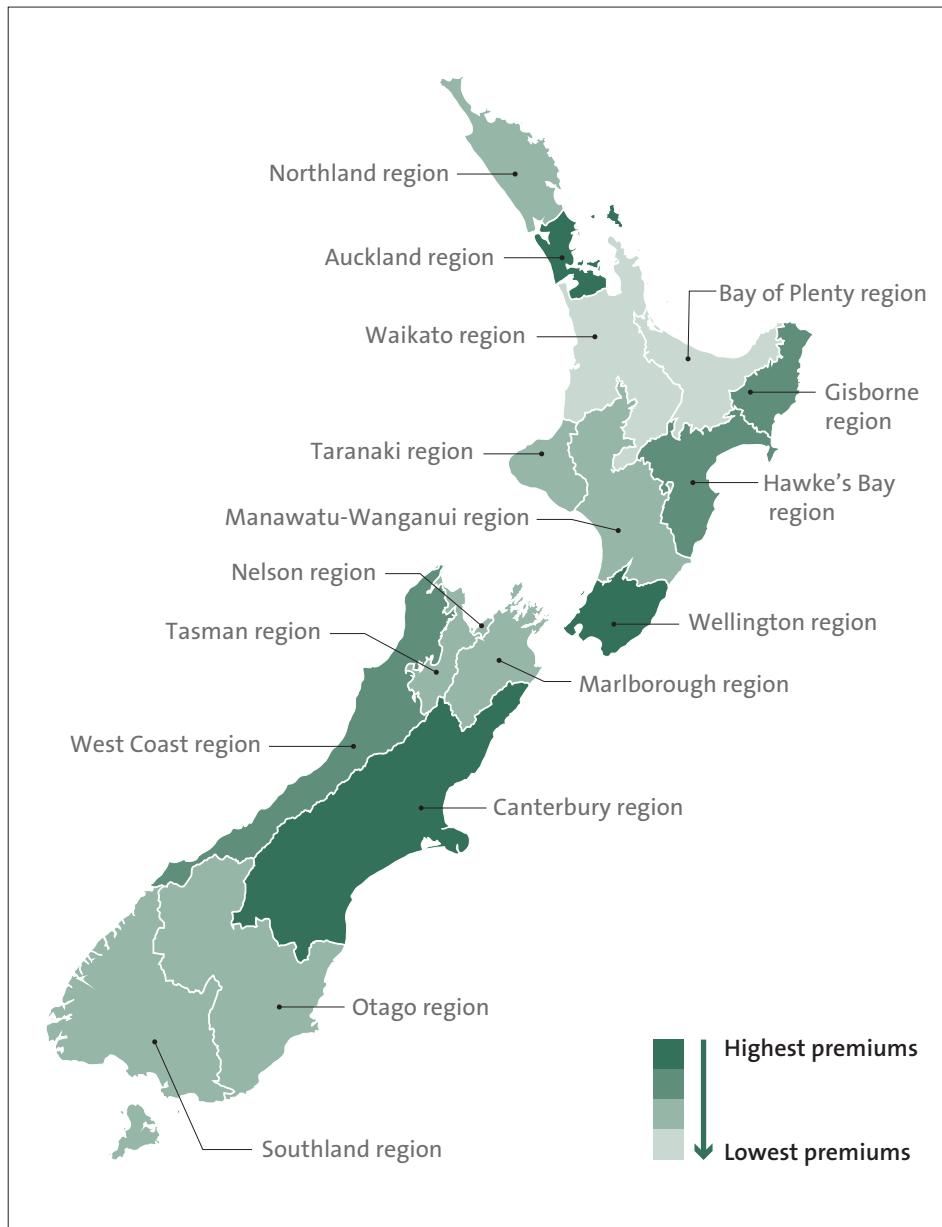 Northland region
Auckland region
Bay of Plenty region
Waikato region
Gisborne
region
Taranaki region
Hawke’s Bay
region
Manawatu-Wanganui region
Nelson region
Wellington region
Tasman region
Marlborough region
West Coast region
Canterbury region
Otago region
Highest premiums
Southland region
Lowest premiums